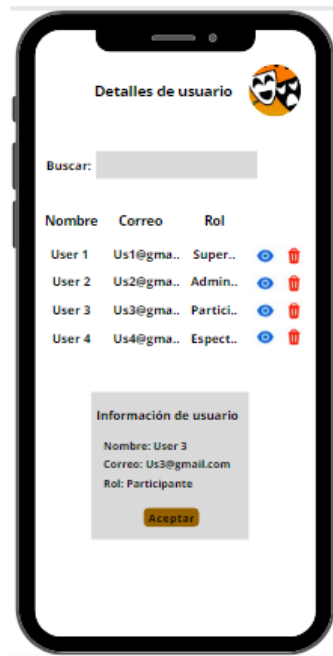 Detalles de usuario
Buscar:
Nombre Correo Rol
User 1 Us1@gma.. Super..
User 2 Us2@gma.. Admin..
User 3 Us3@gma.. Partici..
User 4 Us4@gma.. Espect..
Información de usuario
Nombre: User 3
Correo: Us3@gmail.com
Rol: Participante
Aceptar